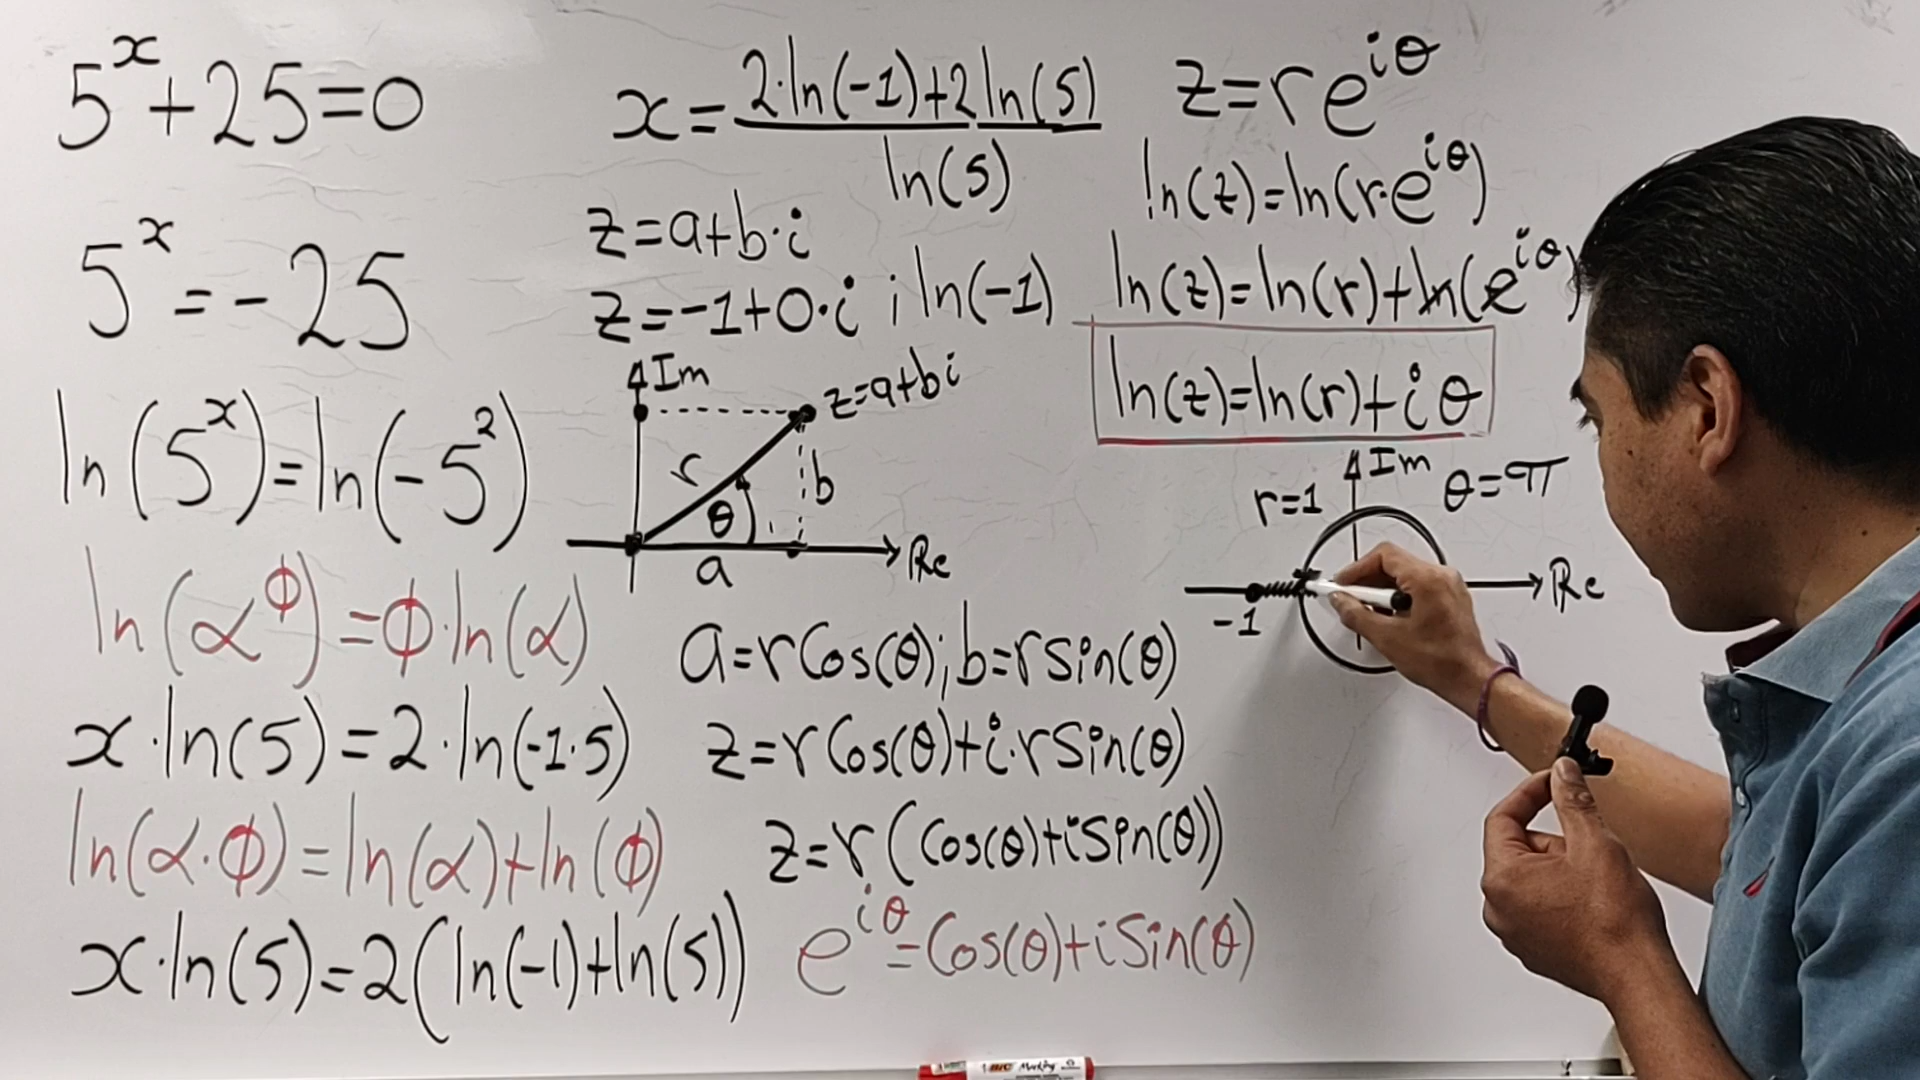 5^x+25=0
5^x=-25
ln(5^x)=ln(-5^2)
ln(α^ϕ)=ϕ·ln(α)
x·ln(5)=2·ln(-1·5)
ln(α·ϕ)=ln(α)+ln(ϕ)
x·ln(5)=2(ln(-1)+ln(5))
x=2·ln(-1)+2ln(5)
ln(5)
z=a+b·i
z=-1+0·i ; ln(-1)
Im
z=a+bi
r
b
θ
a
Re
a=rCos(θ);b=rsin(θ)
z=rCos(θ)+i·rSin(θ)
z=r(Cos(θ)+iSin(θ))
e^iθ=Cos(θ)+iSin(θ)
z=re^iθ
ln(z)=ln(r·e^iθ)
ln(z)=ln(r)+ln(e^iθ)
ln(z)=ln(r)+iθ
Im
r=1
θ=π
Re
-1
BIC Marking